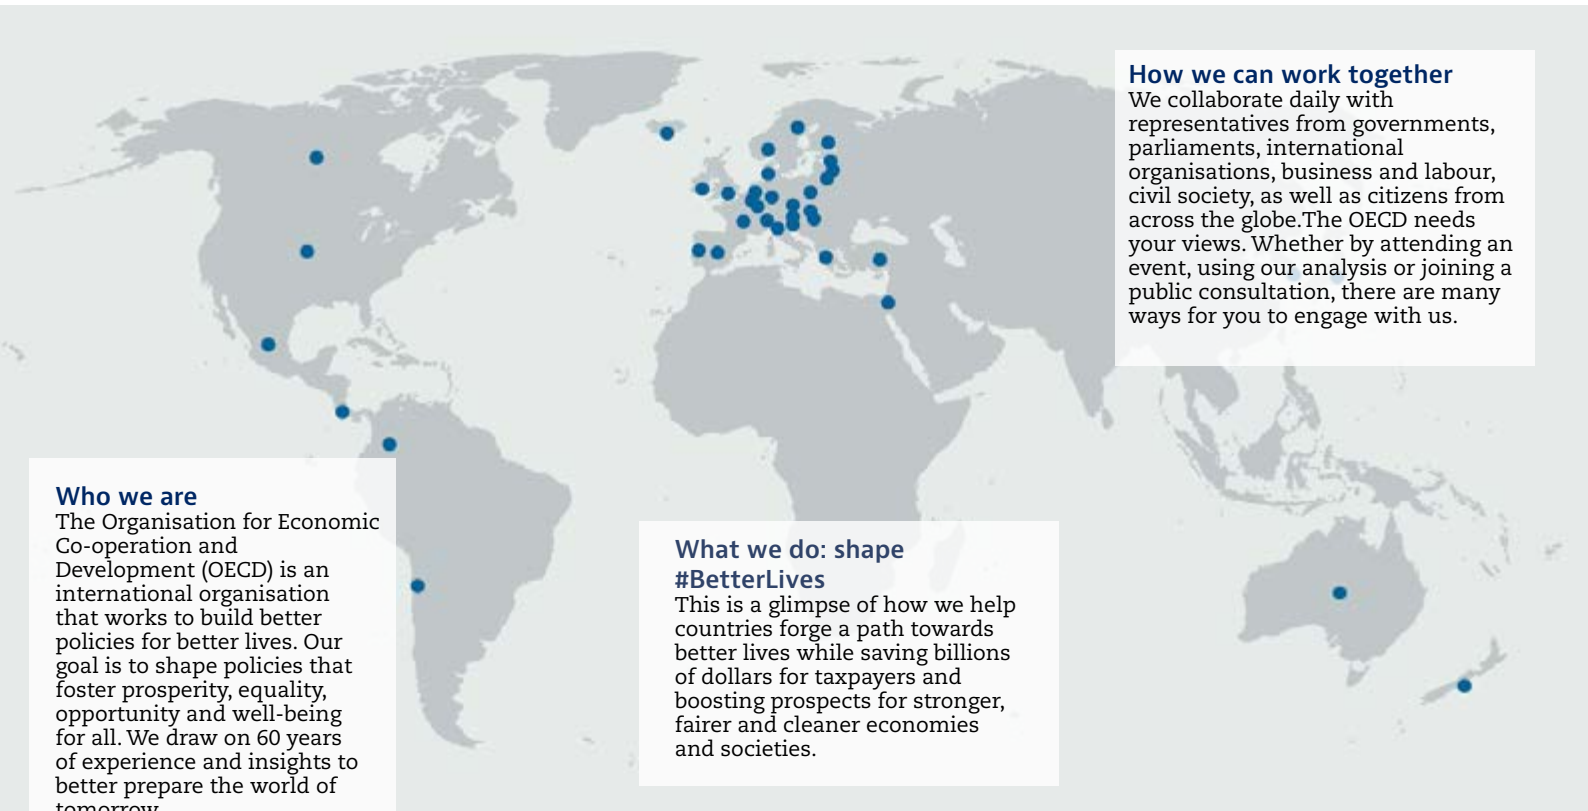 How we can work together
We collaborate daily with
representatives from governments,
parliaments, international
organisations, business and labour,
civil society, as well as citizens from
across the globe.The OECD needs
your views. Whether by attending an
event, using our analysis or joining a
public consultation, there are many
ways for you to engage with us.
Who we are
The Organisation for Economic
Co-operation and
Development (OECD) is an
international organisation
that works to build better
policies for better lives. Our
goal is to shape policies that
foster prosperity, equality,
opportunity and well-being
for all. We draw on 60 years
of experience and insights to
better prepare the world of
tomorrow
What we do: shape
#BetterLives
This is a glimpse of how we help
countries forge a path towards
better lives while saving billions
of dollars for taxpayers and
boosting prospects for stronger,
fairer and cleaner economies
and societies.